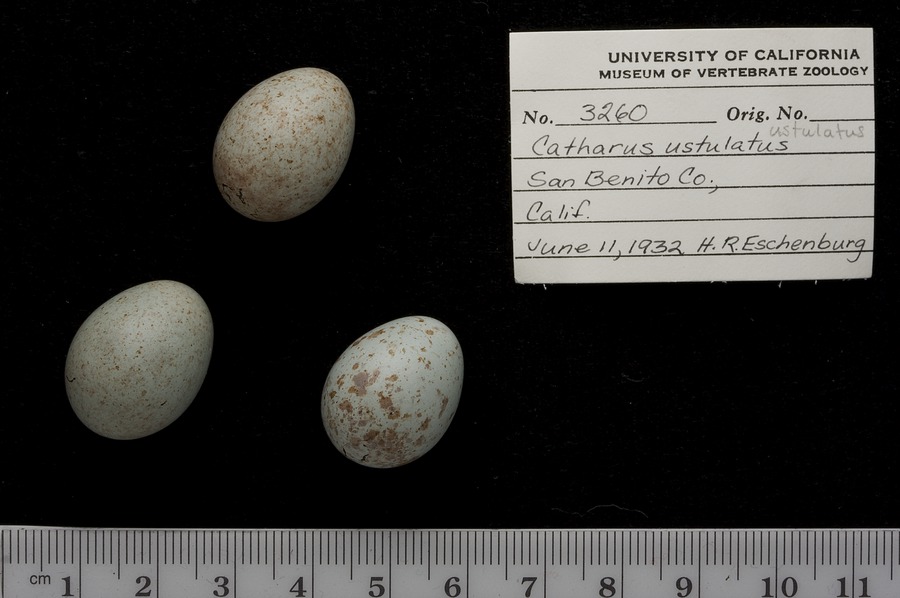 UNIVERSITY OF CALIFORNIA
MUSEUM OF VERTEBRATE ZOOLOGY
No. 3260 Orig. No.
ustulatus
Catharus ustulatus
San Benito Co.,
Calif.
June 11, 1932 H. R. Eschenburg
cm 1 2 3 4 5 6 7 8 9 10 11